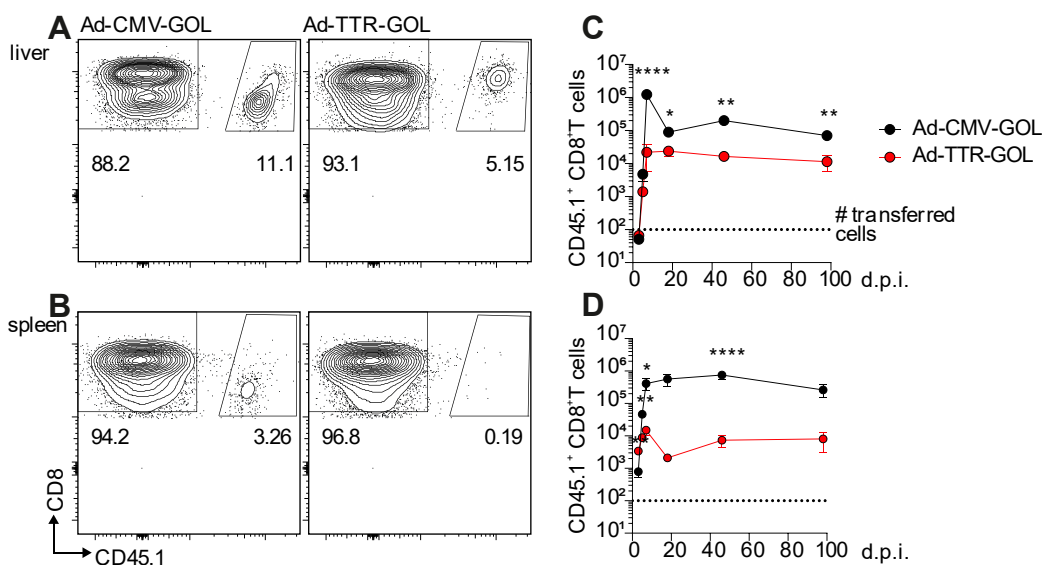 A
Ad-CMV-GOL
Ad-TTR-GOL
liver
88.2
11.1
93.1
5.15
B
spleen
94.2
3.26
96.8
0.19
CD8
CD45.1
C
CD45.1⁺ CD8⁺T cells
10⁷
10⁶
10⁵
10⁴
10³
10²
10¹
****
*
**
**
# transferred
cells
0 20 40 60 80 100 d.p.i.
Ad-CMV-GOL
Ad-TTR-GOL
D
CD45.1⁺ CD8⁺T cells
10⁷
10⁶
10⁵
10⁴
10³
10²
10¹
****
*
**
**
0 20 40 60 80 100 d.p.i.